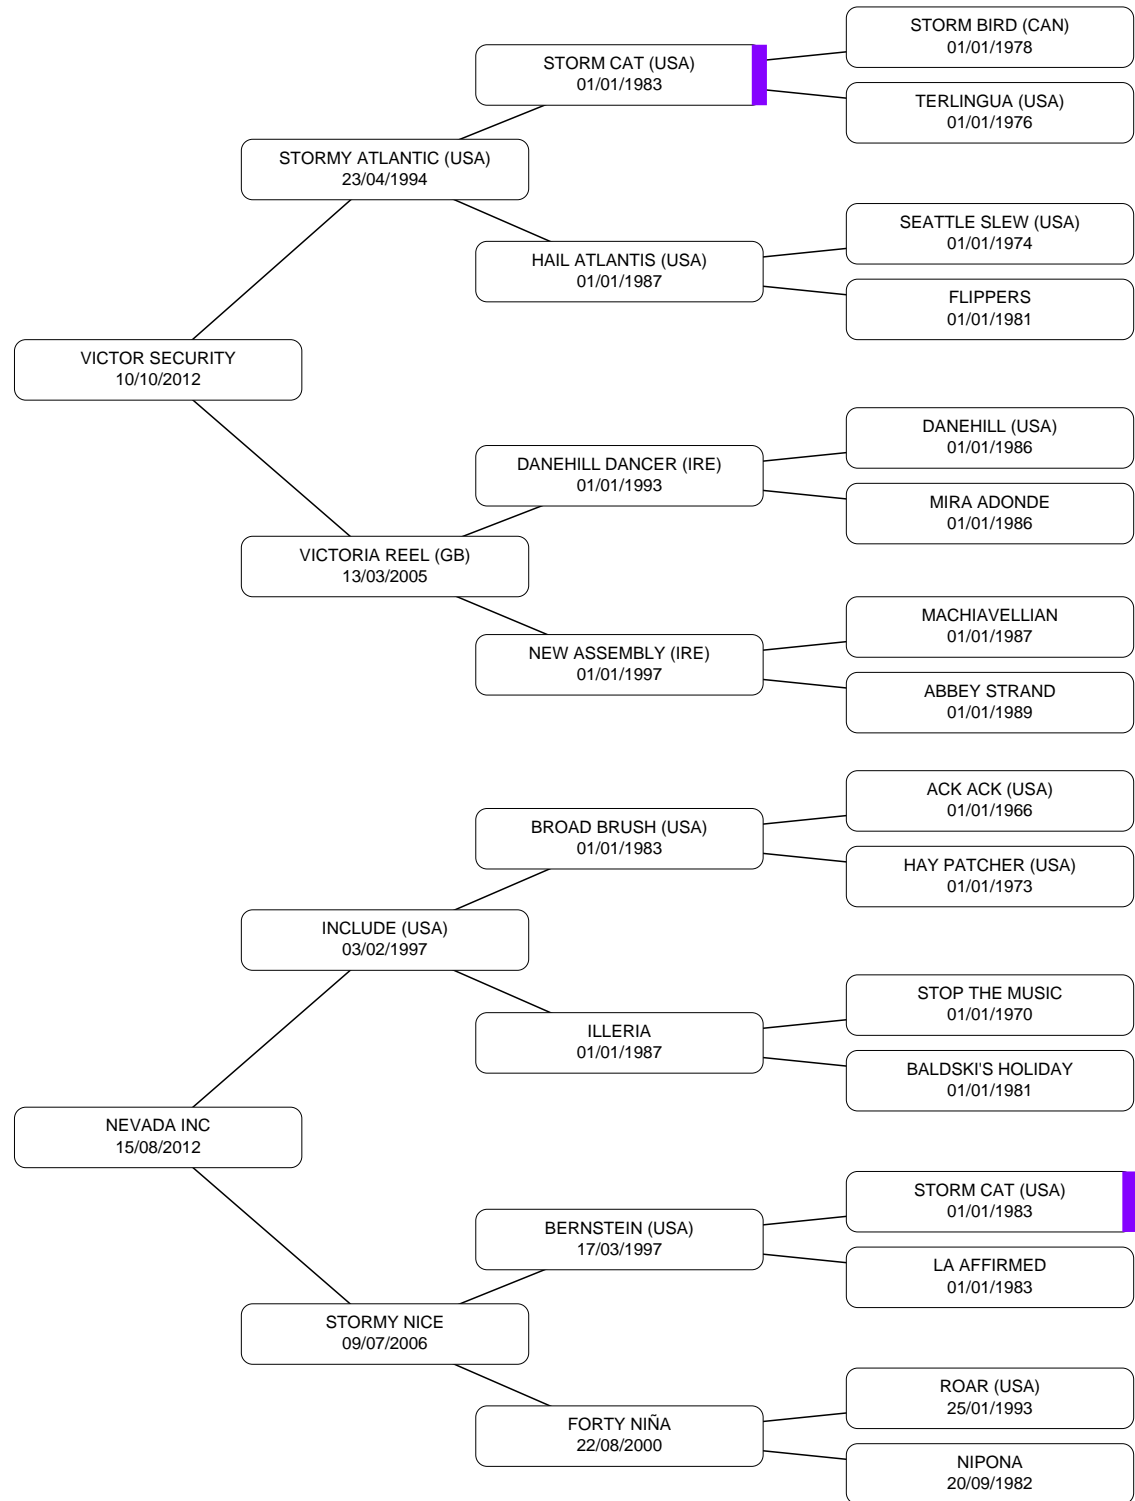 STORM BIRD (CAN)
01/01/1978
STORM CAT (USA)
01/01/1983
TERLINGUA (USA)
01/01/1976
STORMY ATLANTIC (USA)
23/04/1994
SEATTLE SLEW (USA)
01/01/1974
HAIL ATLANTIS (USA)
01/01/1987
FLIPPERS
01/01/1981
VICTOR SECURITY
10/10/2012
DANEHILL (USA)
01/01/1986
DANEHILL DANCER (IRE)
01/01/1993
MIRA ADONDE
01/01/1986
VICTORIA REEL (GB)
13/03/2005
MACHIAVELLIAN
01/01/1987
NEW ASSEMBLY (IRE)
01/01/1997
ABBEY STRAND
01/01/1989
ACK ACK (USA)
01/01/1966
BROAD BRUSH (USA)
01/01/1983
HAY PATCHER (USA)
01/01/1973
INCLUDE (USA)
03/02/1997
STOP THE MUSIC
01/01/1970
ILLERIA
01/01/1987
BALDSKI'S HOLIDAY
01/01/1981
NEVADA INC
15/08/2012
STORM CAT (USA)
01/01/1983
BERNSTEIN (USA)
17/03/1997
LA AFFIRMED
01/01/1983
STORMY NICE
09/07/2006
ROAR (USA)
25/01/1993
FORTY NIÑA
22/08/2000
NIPONA
20/09/1982